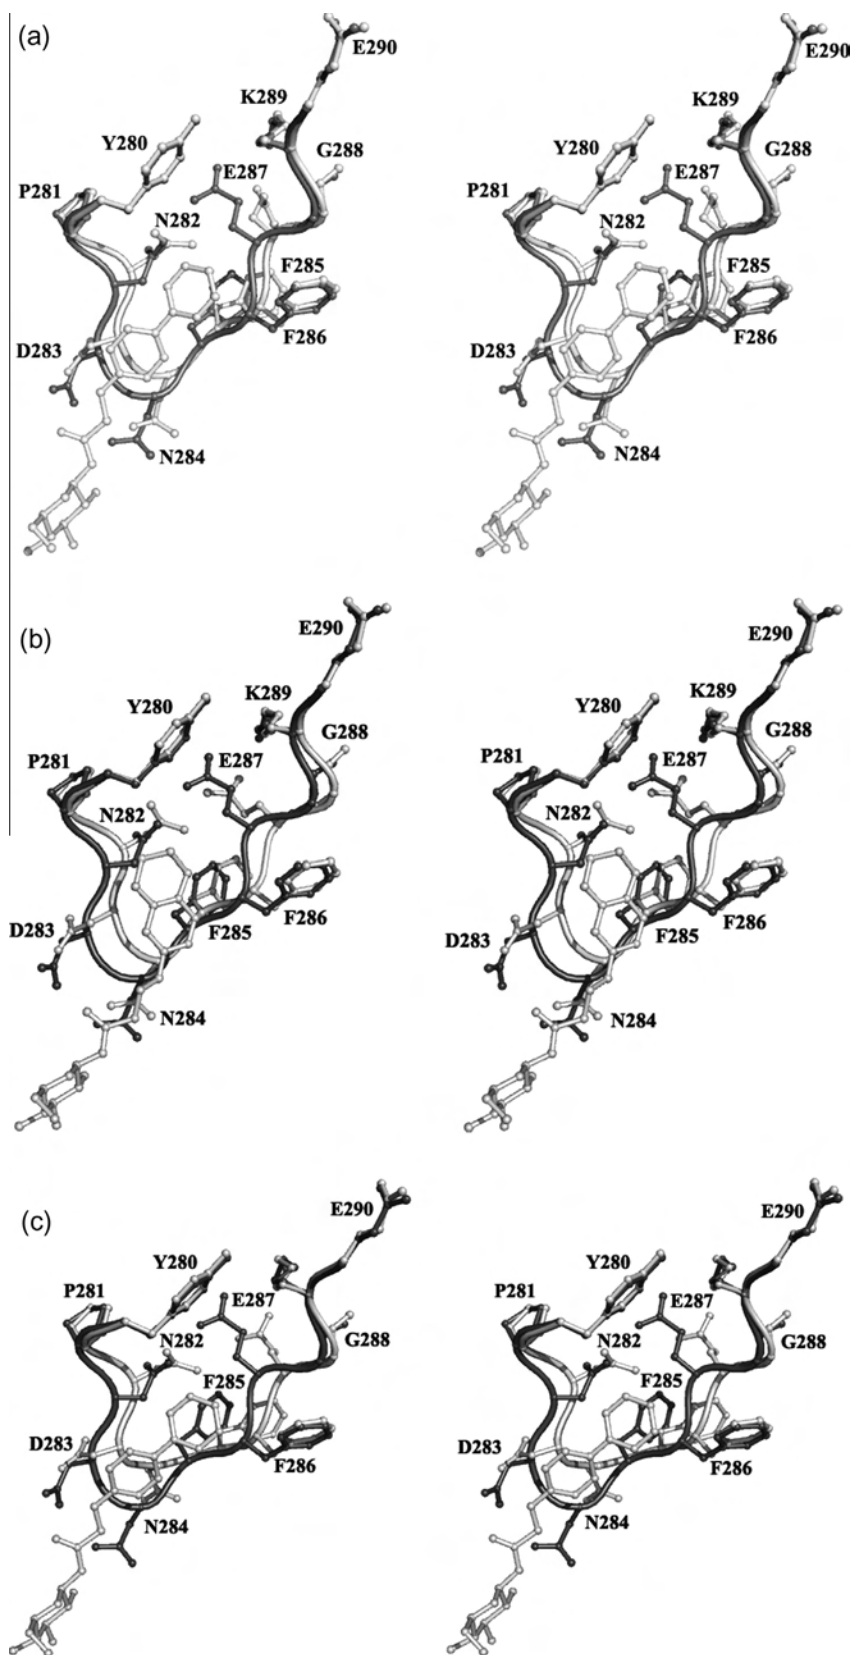 (a)
E290 E290
K289 K289
Y280 Y280
G288 G288
E287 E287
P281 P281
N282 N282
F285 F285
F286 F286
D283 D283
N284 N284
(b)
E290 E290
K289 K289
Y280 Y280
G288 G288
P281 P281
E287 E287
N282 N282
D283 D283
F285 F286 F285 F286
N284 N284
(c)
E290 E290
Y280 Y280
P281 P281
E287 E287
N282 G288 N282 G288
F285 F285
D283 D283
F286 F286
N284 N284